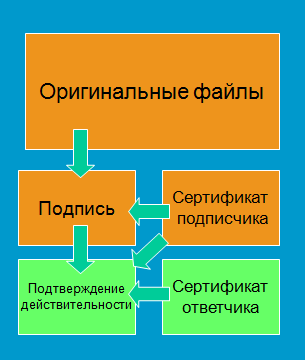 Оригинальные файлы
Подпись
Сертификат
подписчика
Подтверждение
действительности
Сертификат
ответчика